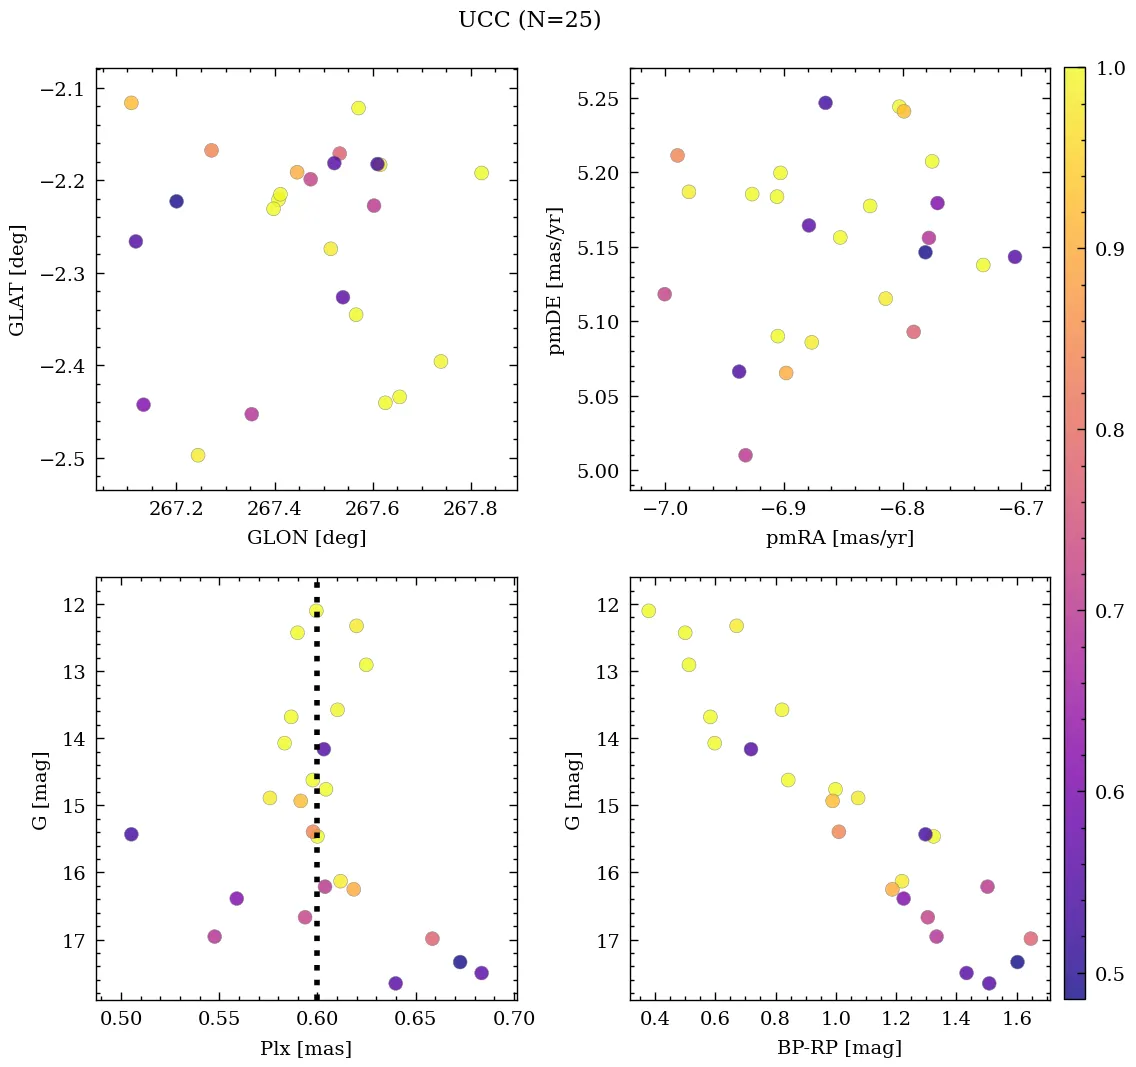 UCC (N=25)
−2.1
−2.2
−2.3
−2.4
−2.5
GLAT [deg]
267.2 267.4 267.6 267.8
GLON [deg]
5.25
5.20
5.15
5.10
5.05
5.00
pmDE [mas/yr]
−7.0 −6.9 −6.8 −6.7
pmRA [mas/yr]
12
13
14
15
16
17
G [mag]
0.50 0.55 0.60 0.65 0.70
Plx [mas]
12
13
14
15
16
17
G [mag]
0.4 0.6 0.8 1.0 1.2 1.4 1.6
BP-RP [mag]
1.0
0.9
0.8
0.7
0.6
0.5